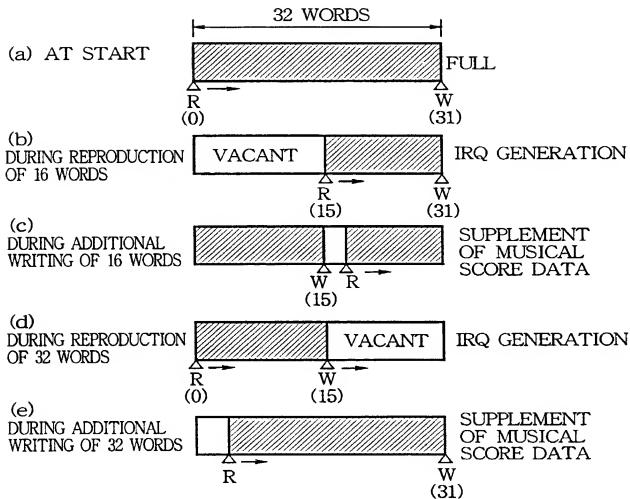 32 WORDS
(a) AT START
FULL
R
(0)
W
(31)
(b)
DURING REPRODUCTION
OF 16 WORDS
VACANT
IRQ GENERATION
R
(15)
W
(31)
(c)
DURING ADDITIONAL
WRITING OF 16 WORDS
SUPPLEMENT
OF MUSICAL
SCORE DATA
W
(15)
R
(d)
DURING REPRODUCTION
OF 32 WORDS
VACANT
IRQ GENERATION
R
(0)
W
(15)
(e)
DURING ADDITIONAL
WRITING OF 32 WORDS
SUPPLEMENT
OF MUSICAL
SCORE DATA
R
W
(31)